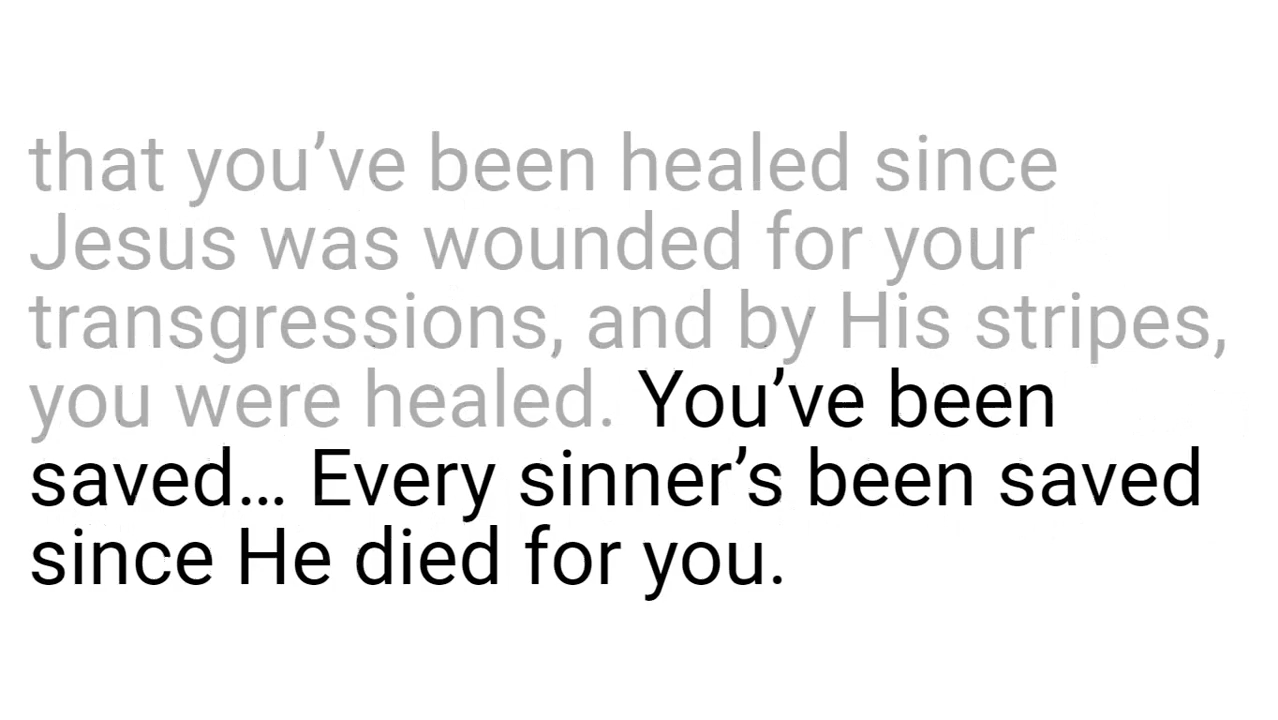 that you’ve been healed since
Jesus was wounded for your
transgressions, and by His stripes,
you were healed. You’ve been
saved… Every sinner’s been saved
since He died for you.